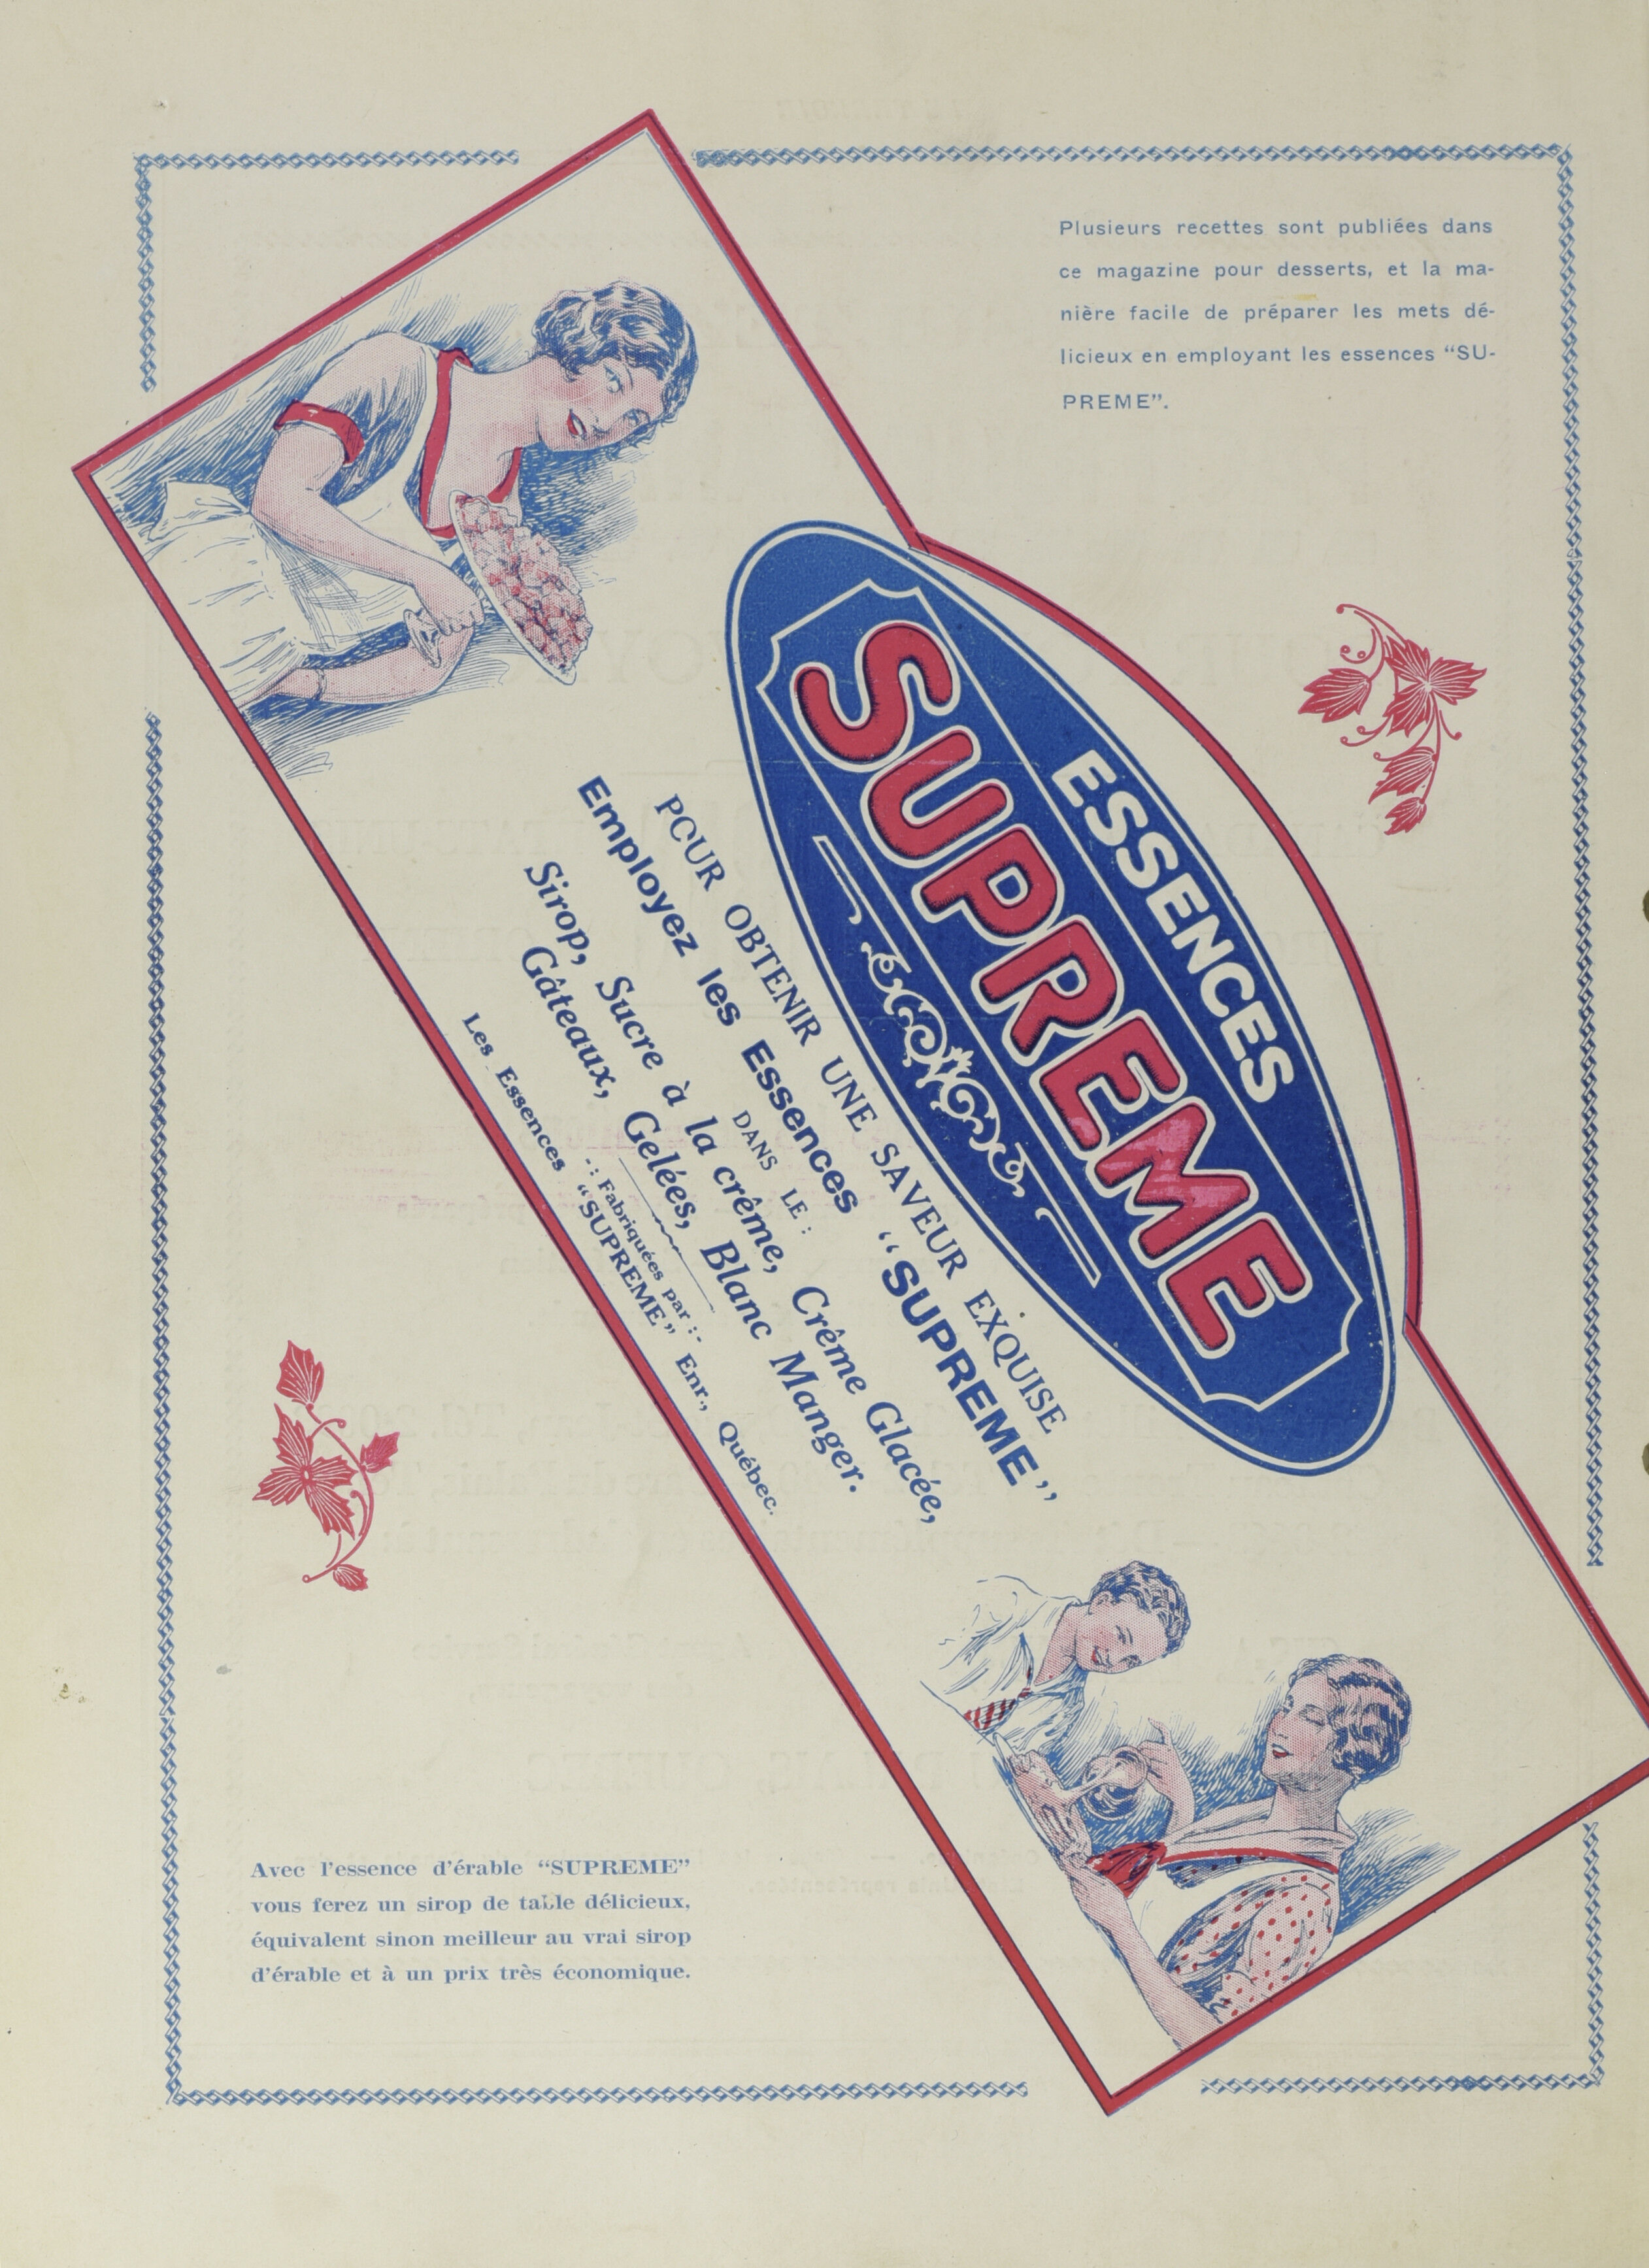 Plusieurs recettes sont publiées dans
ce magazine pour desserts, et la ma-
nière facile de préparer les mets dé-
licieux en employant les essences “SU-
PREME”.
ESSENCES
SUPREME
POUR OBTENIR UNE SAVEUR EXQUISE
Employez les Essences “SUPREME”
DANS LE :
Sirop, Sucre à la crême, Crême Glacée,
Gâteaux, Gelées, Blanc Manger.
-: Fabriquées par :-
Les Essences “SUPREME” Enr., Québec.
Avec l'essence d'érable “SUPREME”
vous ferez un sirop de table délicieux,
équivalent sinon meilleur au vrai sirop
d'érable et à un prix très économique.